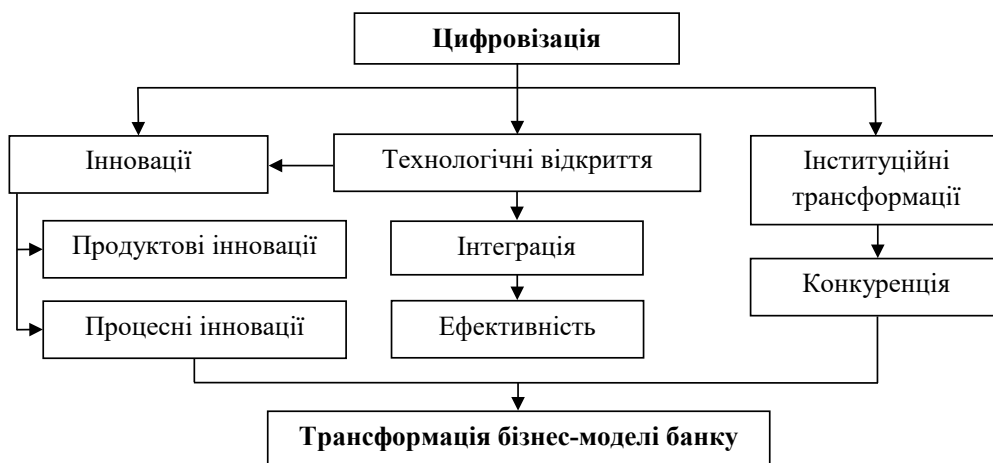 Цифровізація
Інновації
Технологічні відкриття
Інституційні
трансформації
Продуктові інновації
Інтеграція
Конкуренція
Процесні інновації
Ефективність
Трансформація бізнес-моделі банку